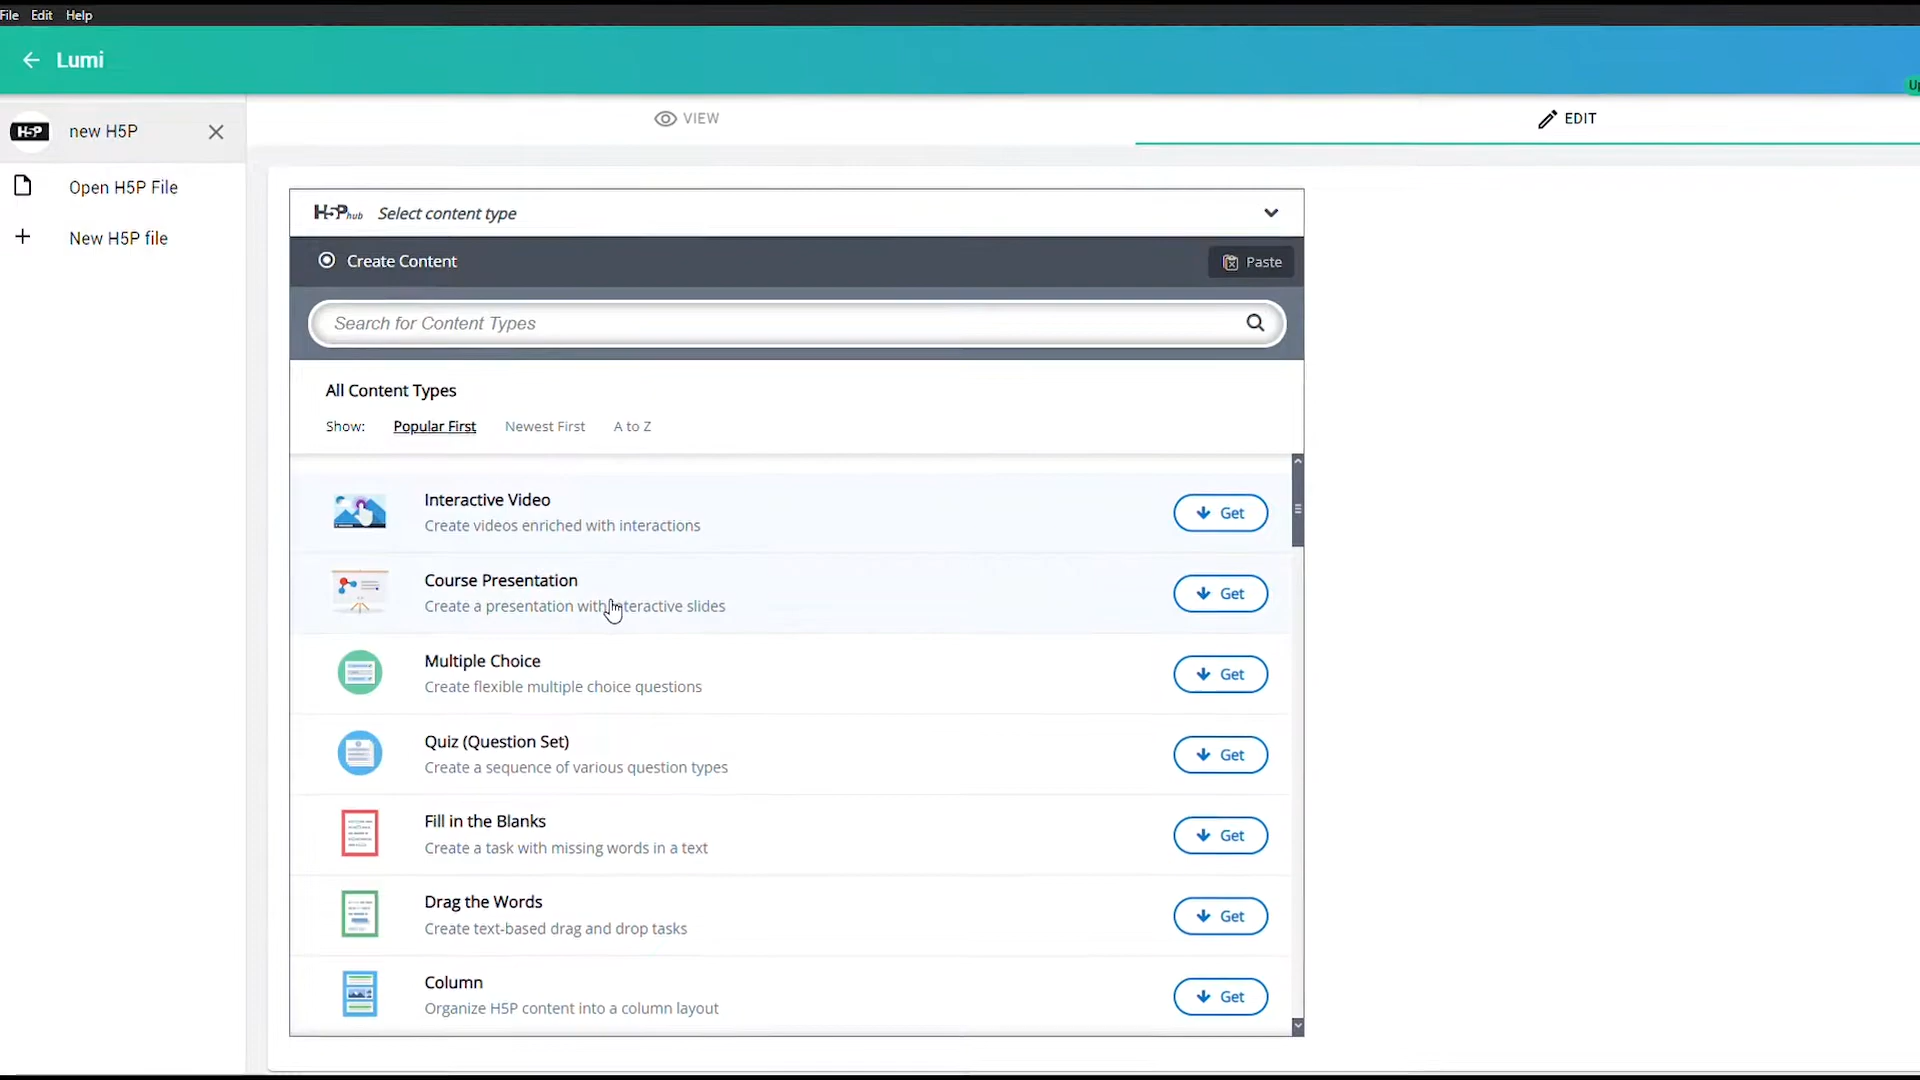 File Edit Help
Lumi
Up
H5P new H5P
VIEW
EDIT
Open H5P File
New H5P file
H5Phub Select content type
Create Content
Paste
Search for Content Types
All Content Types
Show: Popular First Newest First A to Z
Interactive Video
Create videos enriched with interactions
Get
Course Presentation
Create a presentation with interactive slides
Get
Multiple Choice
Create flexible multiple choice questions
Get
Quiz (Question Set)
Create a sequence of various question types
Get
Fill in the Blanks
Create a task with missing words in a text
Get
Drag the Words
Create text-based drag and drop tasks
Get
Column
Organize H5P content into a column layout
Get